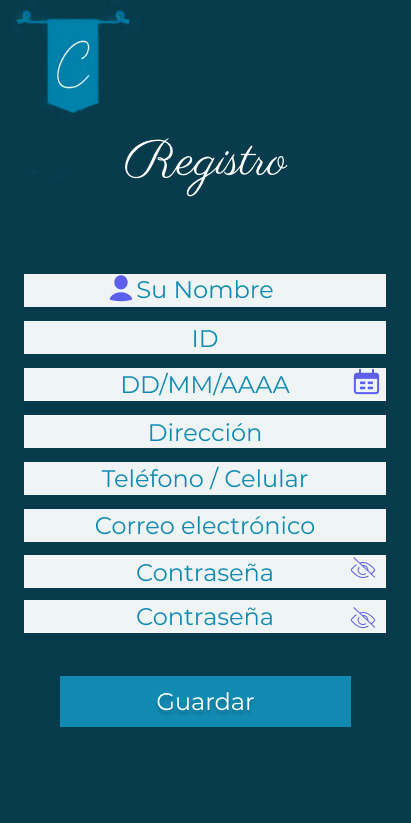 C
Registro
Su Nombre
ID
DD/MM/AAAA
Dirección
Teléfono / Celular
Correo electrónico
Contraseña
Contraseña
Guardar